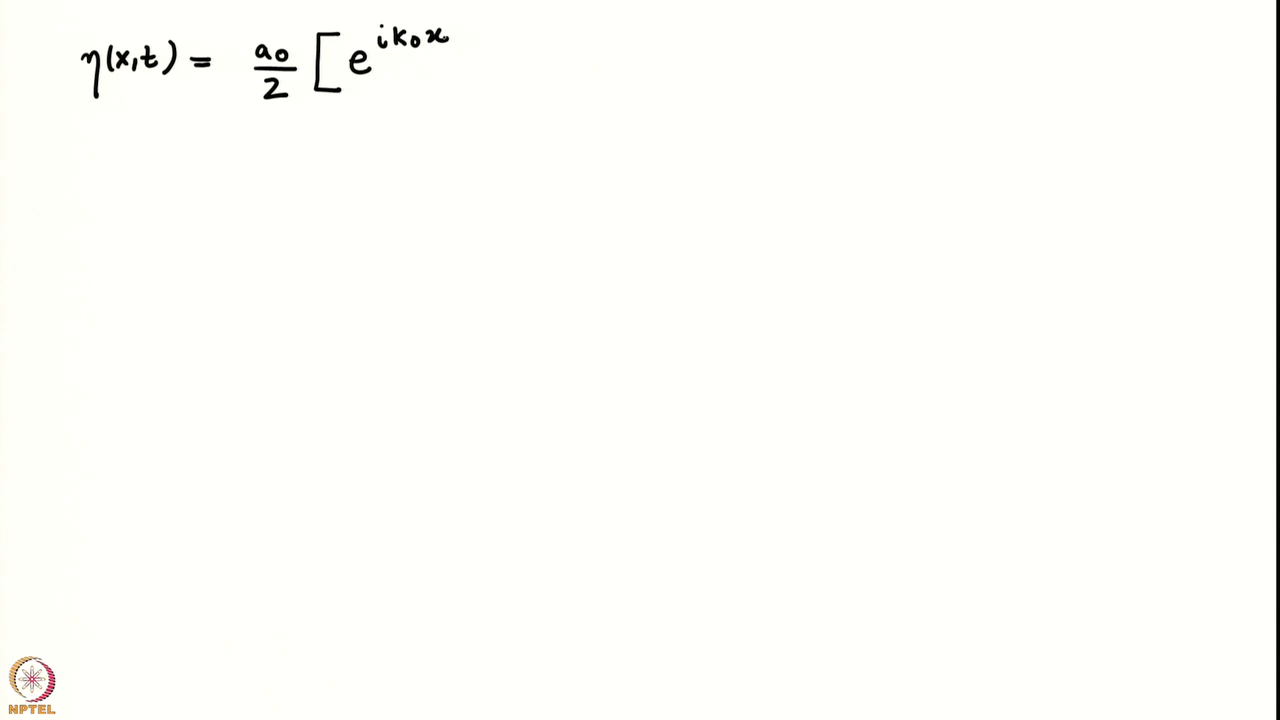 η(x,t) = a₀/2 [ e^{ik₀x}
NPTEL